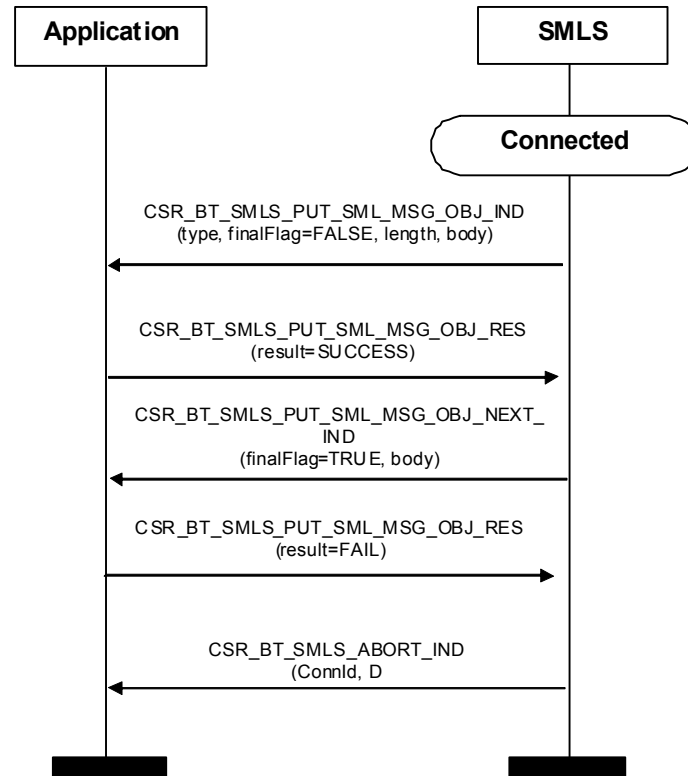 Application
SMLS
Connected
CSR_BT_SMLS_PUT_SML_MSG_OBJ_IND
(type, finalFlag=FALSE, length, body)
CSR_BT_SMLS_PUT_SML_MSG_OBJ_RES
(result=SUCCESS)
CSR_BT_SMLS_PUT_SML_MSG_OBJ_NEXT_
IND
(finalFlag=TRUE, body)
CSR_BT_SMLS_PUT_SML_MSG_OBJ_RES
(result=FAIL)
CSR_BT_SMLS_ABORT_IND
(ConnId, D